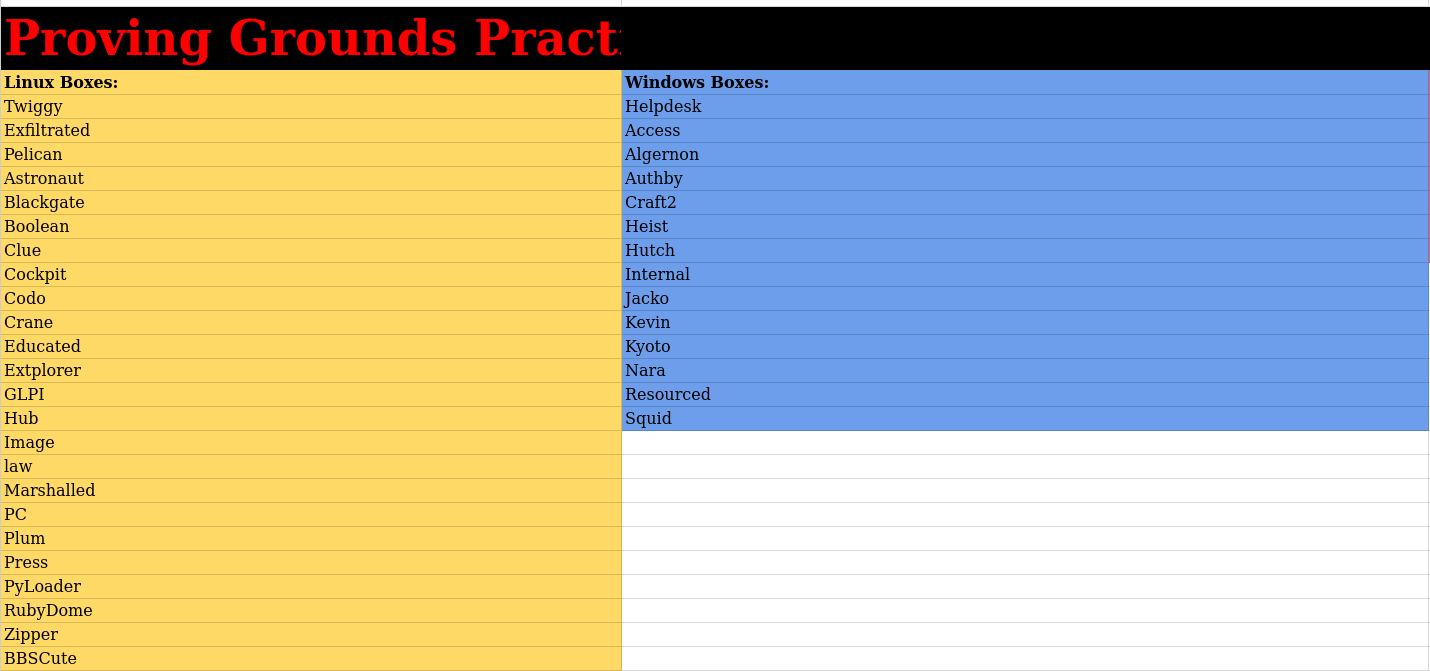 Proving Grounds Pract
Linux Boxes:
Windows Boxes:
Twiggy
Helpdesk
Exfiltrated
Access
Pelican
Algernon
Astronaut
Authby
Blackgate
Craft2
Boolean
Heist
Clue
Hutch
Cockpit
Internal
Codo
Jacko
Crane
Kevin
Educated
Kyoto
Extplorer
Nara
GLPI
Resourced
Hub
Squid
Image
law
Marshalled
PC
Plum
Press
PyLoader
RubyDome
Zipper
BBSCute